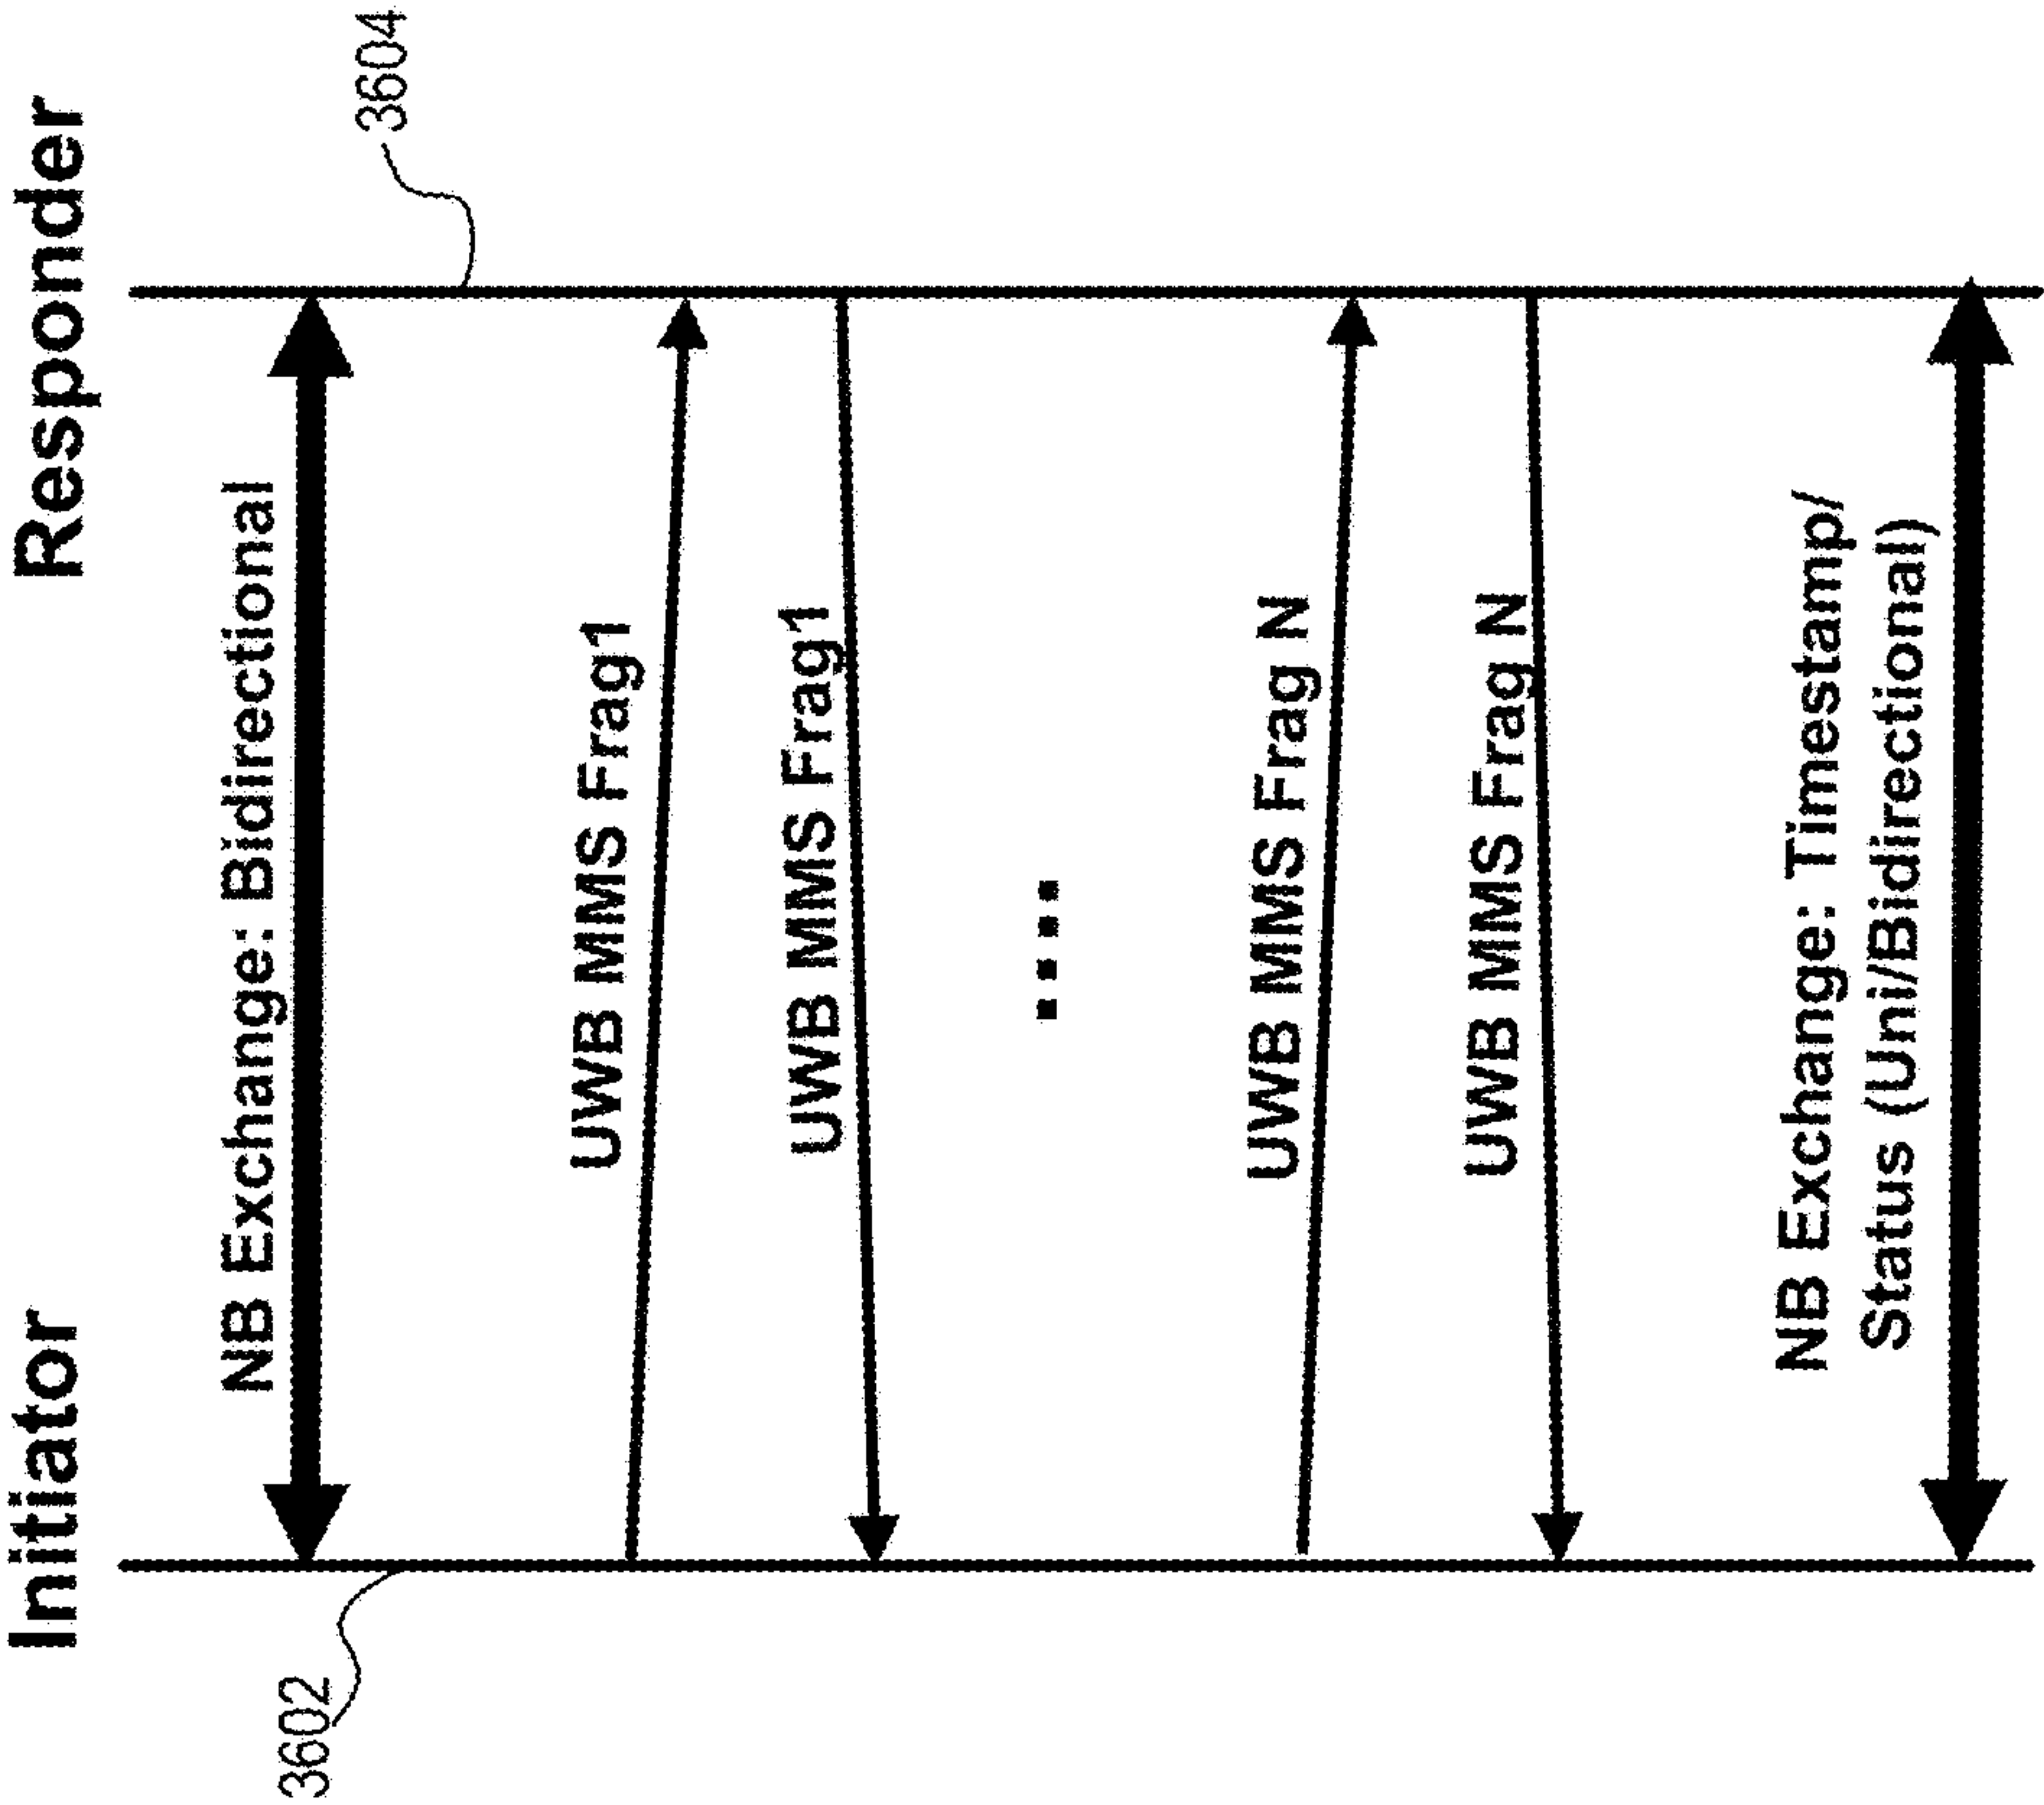 Initiator
Responder
3602
3604
NB Exchange: Bidirectional
UWB MMS Frag1
UWB MMS Frag1
....
UWB MMS Frag N
UWB MMS Frag N
NB Exchange: Timestamp/
Status (Uni/Bidirectional)